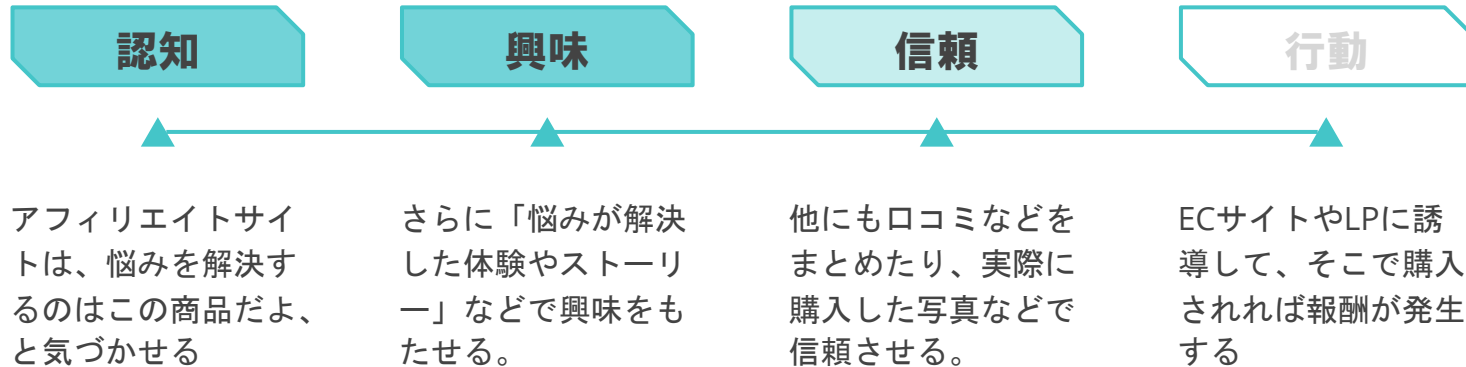 認知
興味
信頼
行動
アフィリエイトサイ
トは、悩みを解決す
るのはこの商品だよ、
と気づかせる
さらに「悩みが解決
した体験やストーリ
ー」などで興味をも
たせる。
他にも口コミなどを
まとめたり、実際に
購入した写真などで
信頼させる。
ECサイトやLPに誘
導して、そこで購入
されれば報酬が発生
する